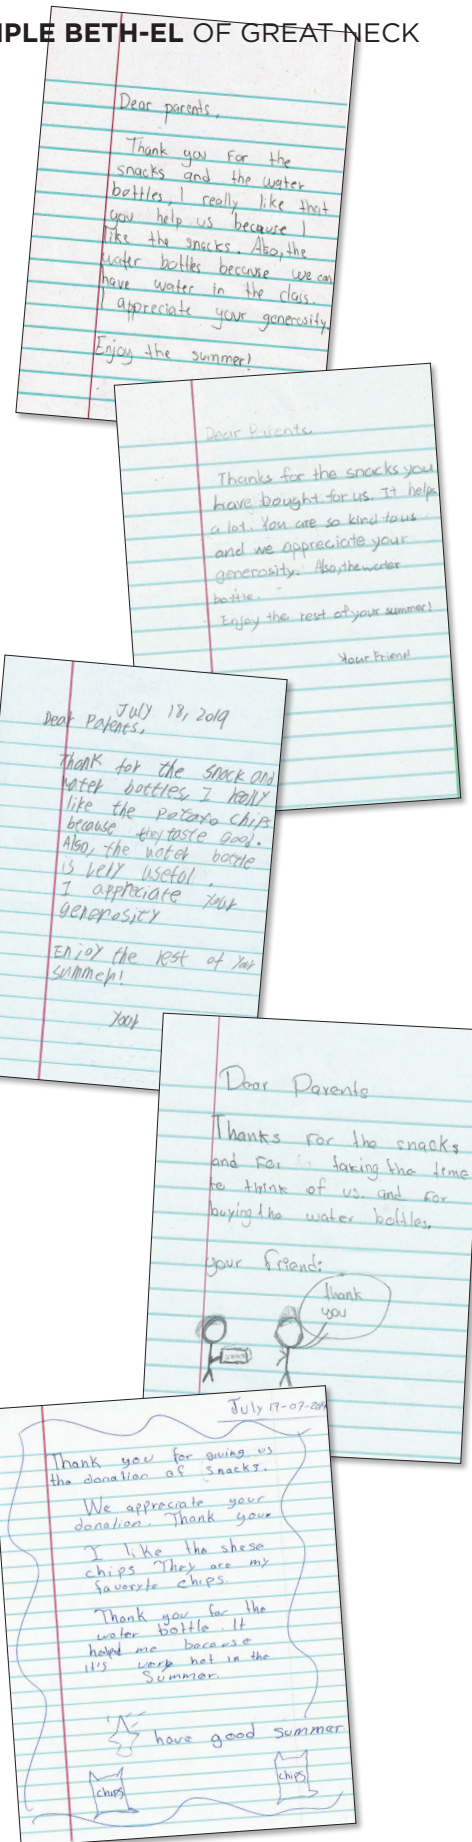 MPLE BETH-EL OF GREAT NECK
Dear parents,
Thank you for the
snacks and the water
bottles, I really like that
you help us because I
like the snacks. Also, the
water bottles because we can
have water in the class.
I appreciate your generosity.
Enjoy the summer!
Dear Parents
Thanks for the snacks you
have bought for us. It helps
a lot. You are so kind to us
and we appreciate your
generosity. Also, the water
bottle.
Enjoy the rest of your summer!
Your Friend
July 18, 2019
Dear Parents,
Thank for the snack and
water bottles, I really
like the potato chips
because they taste good.
Also, the water bottle
is very useful.
I appreciate your
generosity
Enjoy the rest of your
summer!
Your
Dear Parents
Thanks for the snacks
and For taking the time
to think of us. and for
buying the water bottles.
your friend:
thank
you
July 17-07-2019
Thank you for giving us
the donation of snacks.
We appreciate your
donation. Thank your
I like the shese
chips They are my
favoryte chips.
Thank you for the
water bottle. It
helped me because
it's very hot in the
Summer.
have good summer
chips
chips